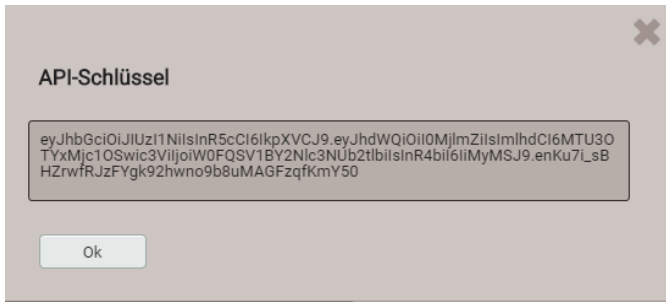 API-Schlüssel
eyJhbGciOiJIUzI1NiIsInR5cCI6IkpXVCJ9.eyJhdWQiOiI0MjlmZiIsImlhdCI6MTU3O
TYxMjc1OSwic3ViIjoiW0FQSV1BY2Nlc3NUb2tlbiIsInR4biI6IiMyMSJ9.enKu7i_sB
HZrwfRJzFYgk92hwno9b8uMAGFzqfKmY50
Ok